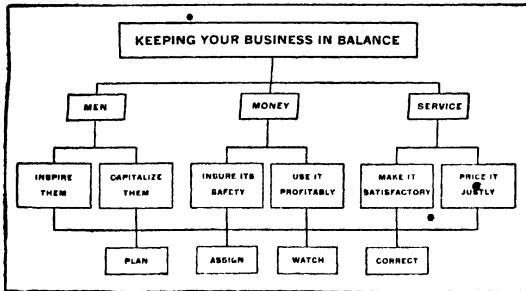 KEEPING YOUR BUSINESS IN BALANCE
MEN
MONEY
SERVICE
INSPIRE
THEM
CAPITALIZE
THEM
INSURE ITS
SAFETY
USE IT
PROFITABLY
MAKE IT
SATISFACTORY
PRICE IT
JUSTLY
PLAN
ASSIGN
WATCH
CORRECT